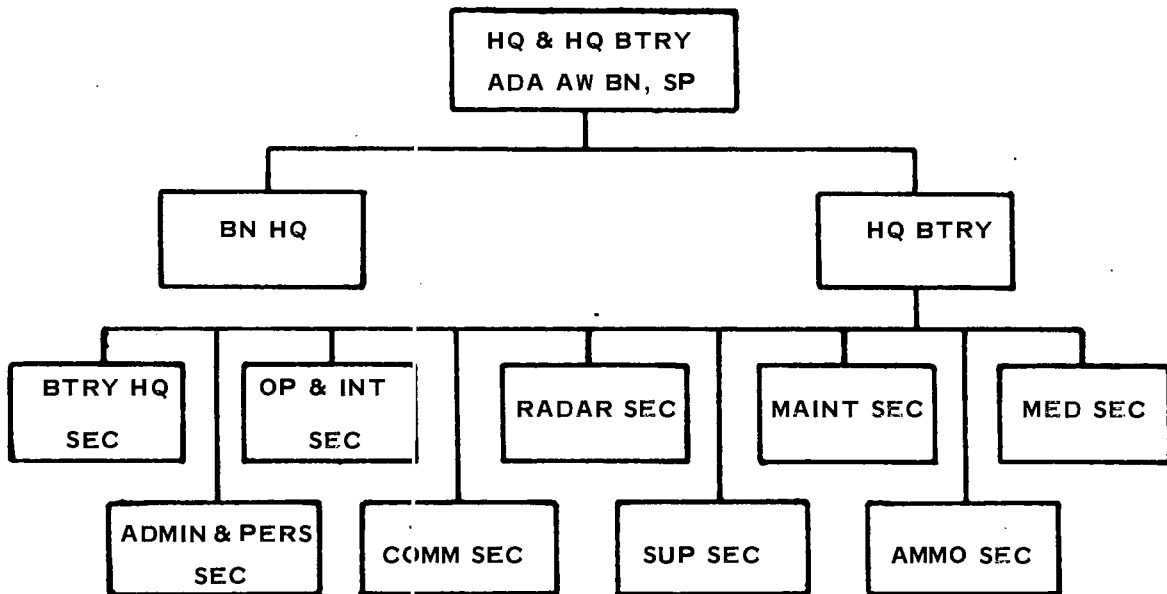 HQ & HQ BTRY
ADA AW BN, SP
BN HQ
HQ BTRY
BTRY HQ
SEC
OP & INT
SEC
RADAR SEC
MAINT SEC
MED SEC
ADMIN & PERS
SEC
COMM SEC
SUP SEC
AMMO SEC